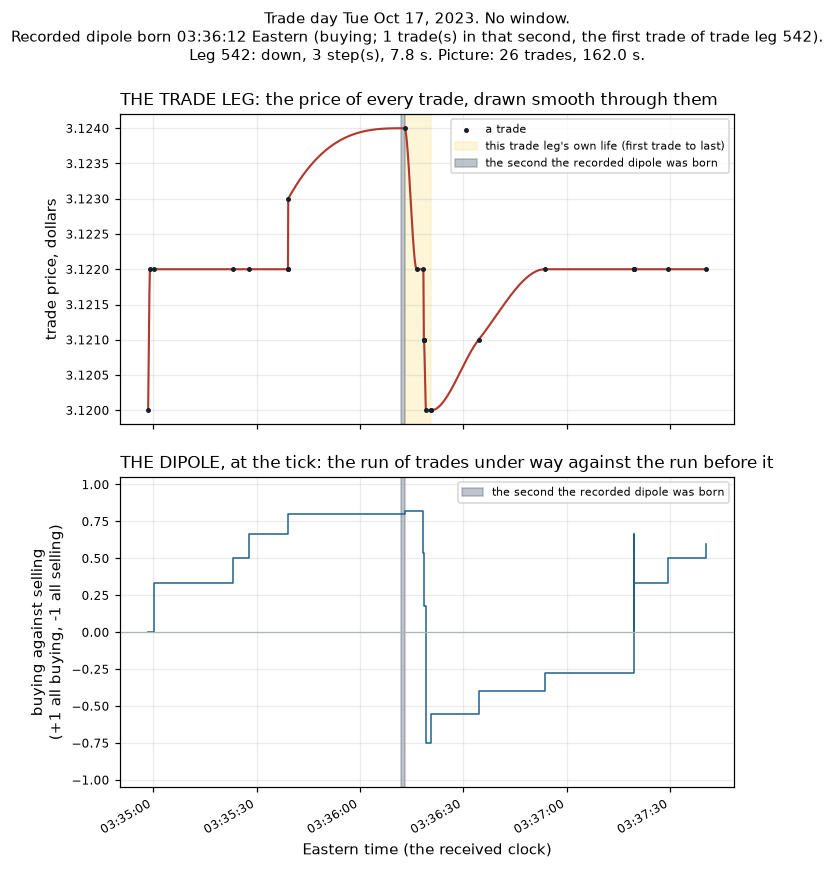 Trade day Tue Oct 17, 2023. No window.
Recorded dipole born 03:36:12 Eastern (buying; 1 trade(s) in that second, the first trade of trade leg 542).
Leg 542: down, 3 step(s), 7.8 s. Picture: 26 trades, 162.0 s.
THE TRADE LEG: the price of every trade, drawn smooth through them
trade price, dollars
3.1240
3.1235
3.1230
3.1225
3.1220
3.1215
3.1210
3.1205
3.1200
a trade
this trade leg's own life (first trade to last)
the second the recorded dipole was born
THE DIPOLE, at the tick: the run of trades under way against the run before it
buying against selling
(+1 all buying, -1 all selling)
1.00
0.75
0.50
0.25
0.00
−0.25
−0.50
−0.75
−1.00
the second the recorded dipole was born
03:35:00
03:35:30
03:36:00
03:36:30
03:37:00
03:37:30
Eastern time (the received clock)